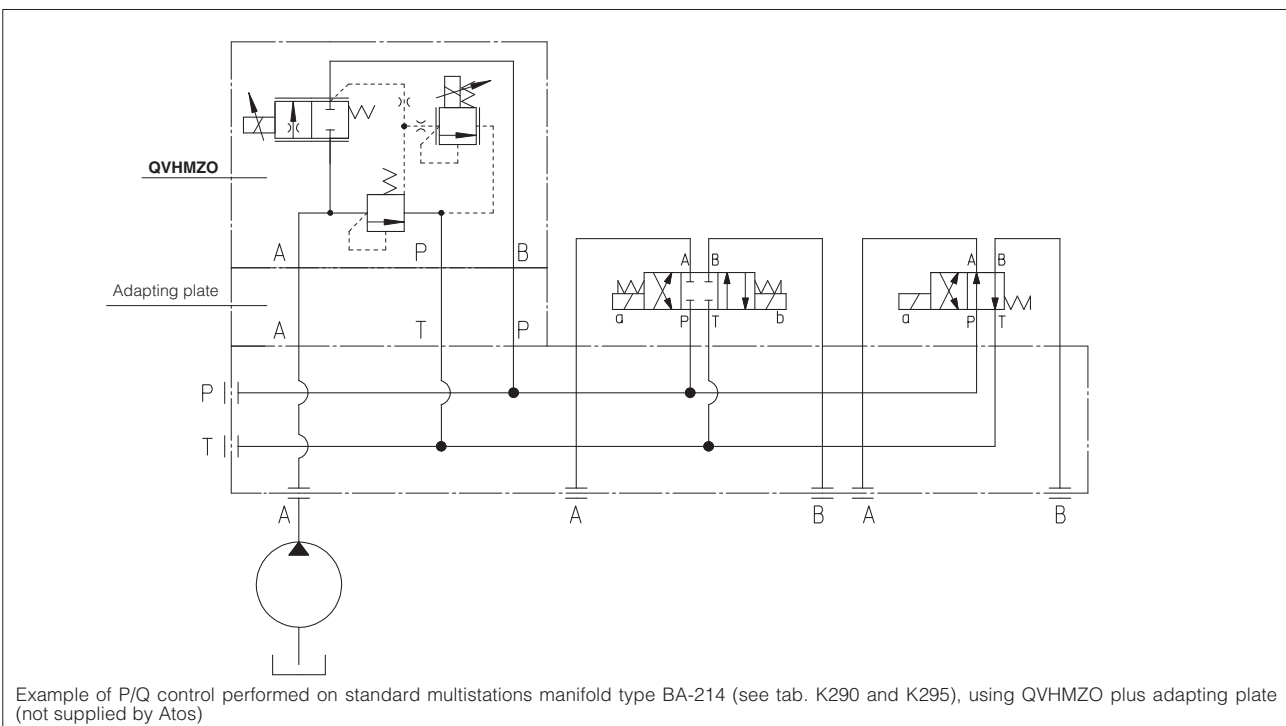 QVHMZO
A P B
Adapting plate
A T P
A B
a P T b
A B
a P T
P
T
A A B A B
Example of P/Q control performed on standard multistations manifold type BA-214 (see tab. K290 and K295), using QVHMZO plus adapting plate
(not supplied by Atos)